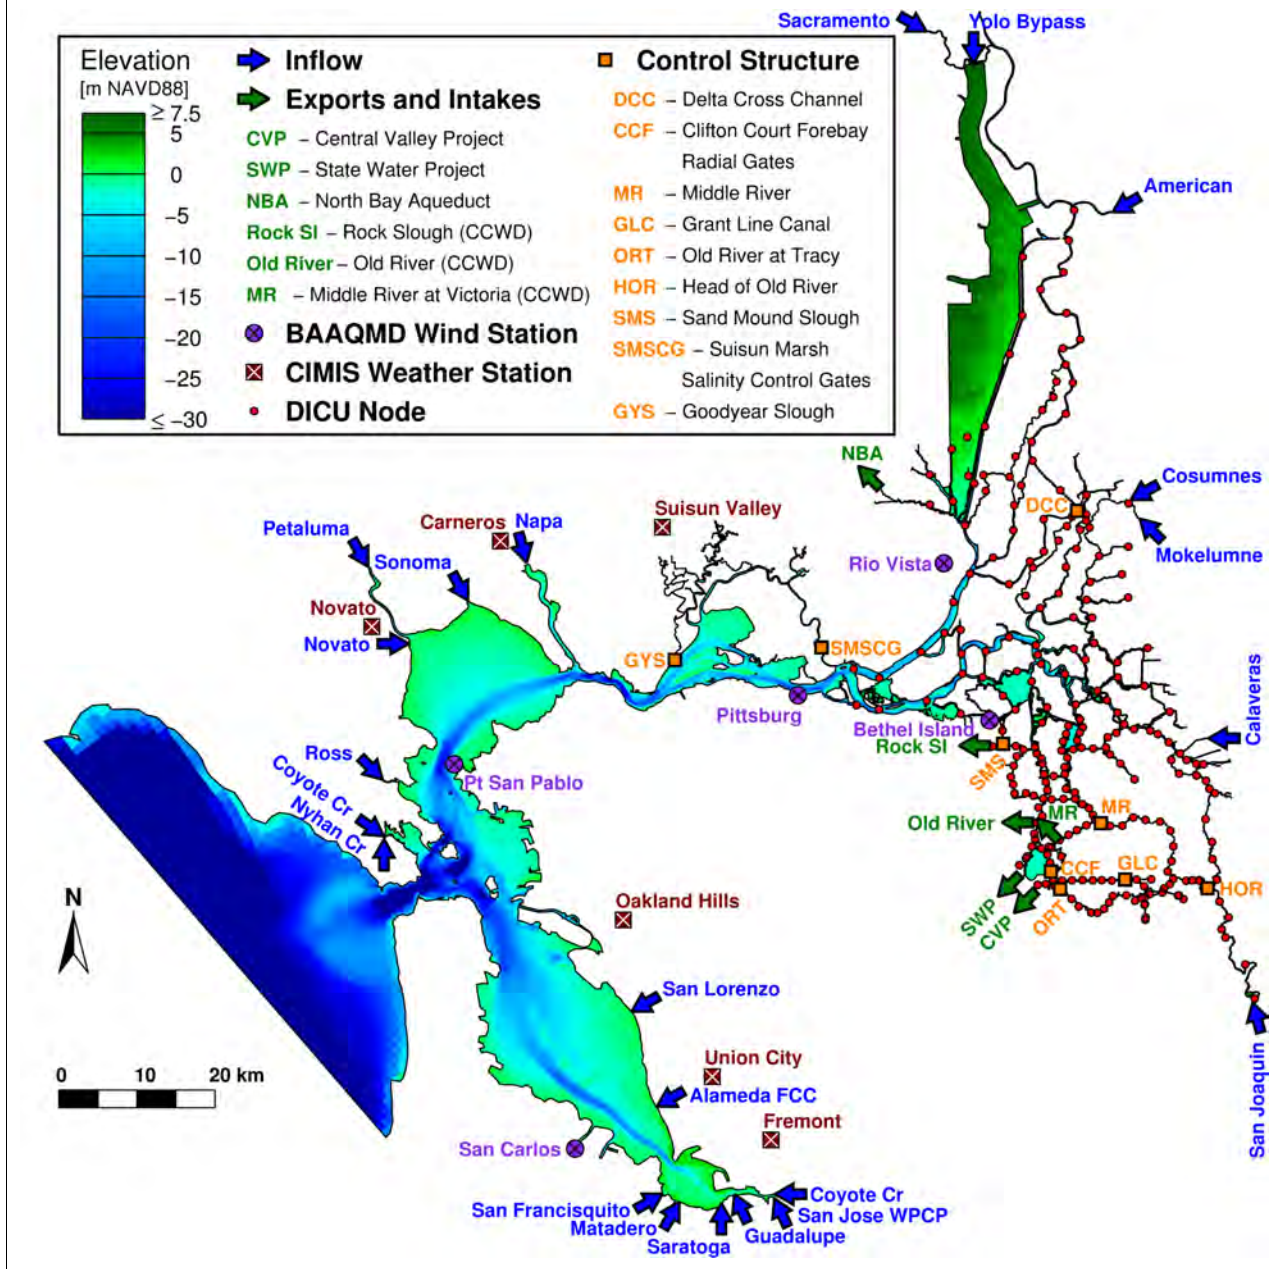 Sacramento
Yolo Bypass
Elevation
[m NAVD88]
≥ 7.5
5
0
−5
−10
−15
−20
−25
≤ −30
Inflow
Exports and Intakes
CVP – Central Valley Project
SWP – State Water Project
NBA – North Bay Aqueduct
Rock Sl – Rock Slough (CCWD)
Old River – Old River (CCWD)
MR – Middle River at Victoria (CCWD)
BAAQMD Wind Station
CIMIS Weather Station
DICU Node
Control Structure
DCC – Delta Cross Channel
CCF – Clifton Court Forebay
Radial Gates
MR – Middle River
GLC – Grant Line Canal
ORT – Old River at Tracy
HOR – Head of Old River
SMS – Sand Mound Slough
SMSCG – Suisun Marsh
Salinity Control Gates
GYS – Goodyear Slough
American
NBA
Cosumnes
DCC
Mokelumne
Suisun Valley
Carneros
Napa
Petaluma
Sonoma
Rio Vista
Novato
Novato
GYS
SMSCG
Pittsburg
Bethel Island
Rock Sl
Calaveras
SMS
Ross
Coyote Cr
Nyhan Cr
Pt San Pablo
Old River
MR
MR
CCF
GLC
HOR
SWP
CVP
ORT
N
Oakland Hills
San Lorenzo
Union City
Alameda FCC
Fremont
San Joaquin
0 10 20 km
San Carlos
San Francisquito
Matadero
Saratoga
Guadalupe
San Jose WPCP
Coyote Cr